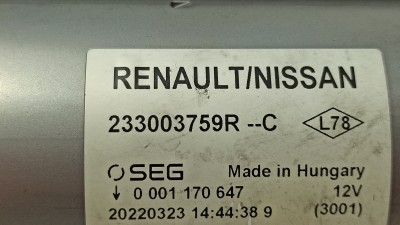 RENAULT/NISSAN
233003759R --C L78
SEG Made in Hungary
↓ 0 001 170 647 12V
20220323 14:44:38 9 (3001)